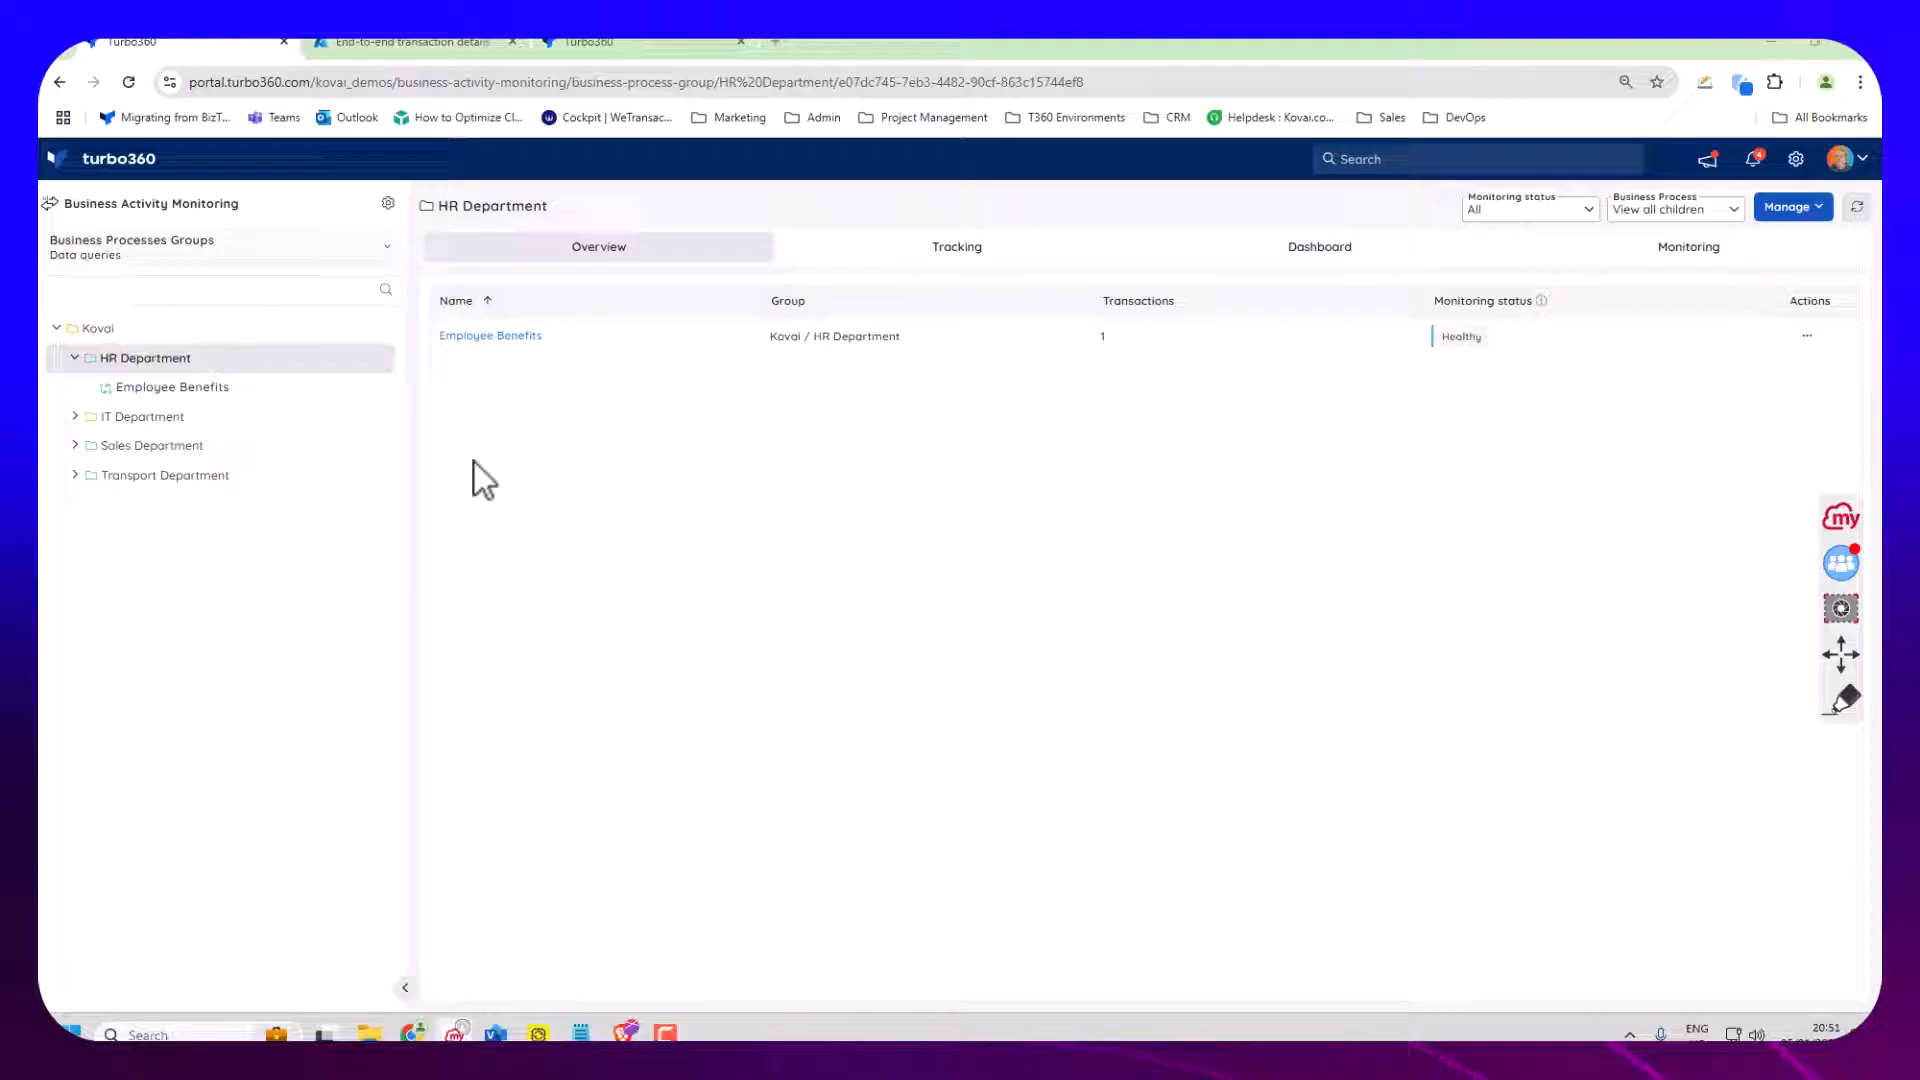 Turbo360
End-to-end transaction details
Turbo360
portal.turbo360.com/kovai_demos/business-activity-monitoring/business-process-group/HR%20Department/e07dc745-7eb3-4482-90cf-863c15744ef8
Migrating from BizT...
Teams
Outlook
How to Optimize Cl...
Cockpit | WeTransac...
Marketing
Admin
Project Management
T360 Environments
CRM
Helpdesk : Kovai.co...
Sales
DevOps
All Bookmarks
turbo360
Search
4
Business Activity Monitoring
HR Department
Monitoring status
All
Business Process
View all children
Manage
Business Processes Groups
Data queries
Overview
Tracking
Dashboard
Monitoring
Name
Group
Transactions
Monitoring status
Actions
Employee Benefits
Kovai / HR Department
1
Healthy
Kovai
HR Department
Employee Benefits
IT Department
Sales Department
Transport Department
my
Search
my
ENG
20:51